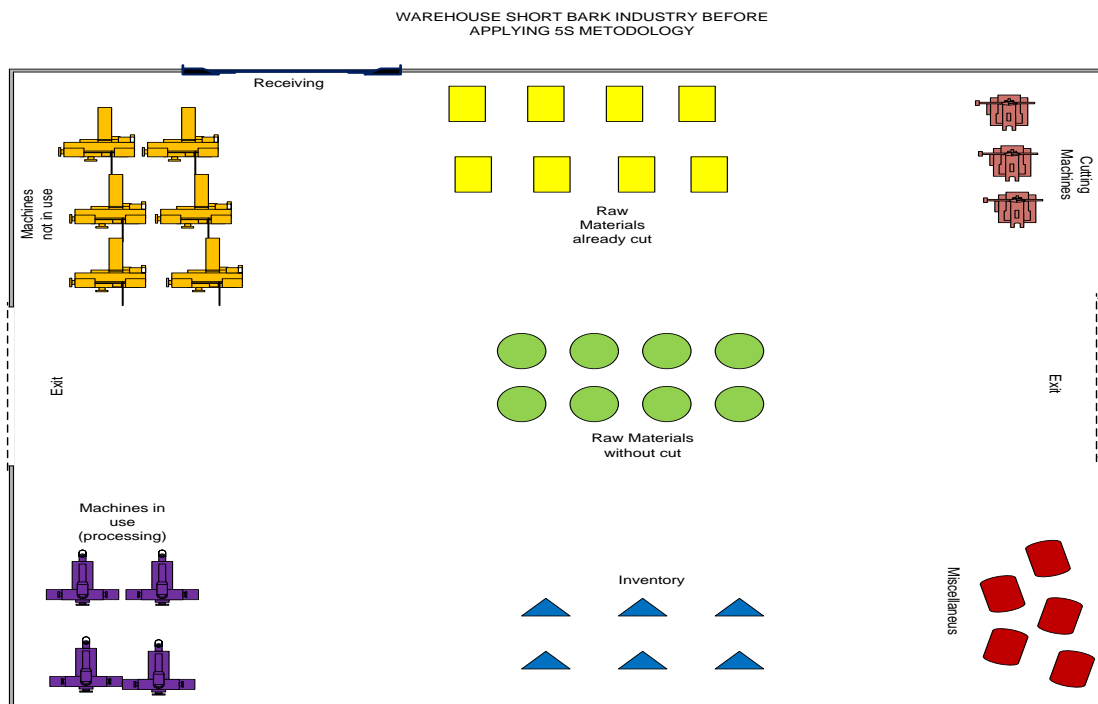 WAREHOUSE SHORT BARK INDUSTRY BEFORE
APPLYING 5S METODOLOGY
Receiving
Machines
not in use
Raw
Materials
already cut
Cutting
Machines
Exit
Exit
Raw Materials
without cut
Machines in
use
(processing)
Inventory
Miscellaneus